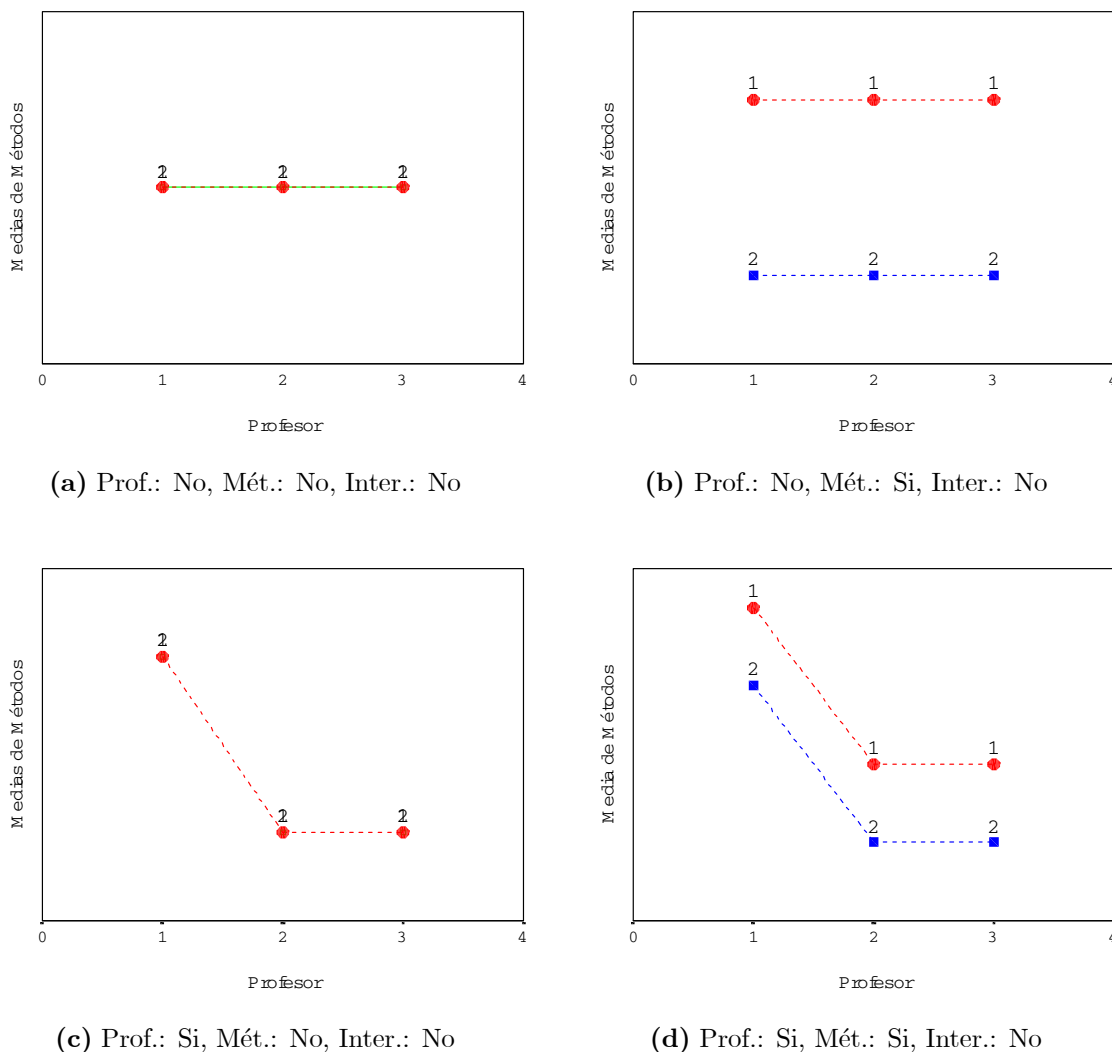 Medias de Métodos
1 1 1
2 2 2
0 1 2 3 4
Profesor
(a) Prof.: No, Mét.: No, Inter.: No
Medias de Métodos
1 1 1
2 2 2
0 1 2 3 4
Profesor
(b) Prof.: No, Mét.: Si, Inter.: No
Medias de Métodos
1 1 1
2 2 2
0 1 2 3 4
Profesor
(c) Prof.: Si, Mét.: No, Inter.: No
Media de Métodos
1
2
1 1
2 2
0 1 2 3 4
Profesor
(d) Prof.: Si, Mét.: Si, Inter.: No